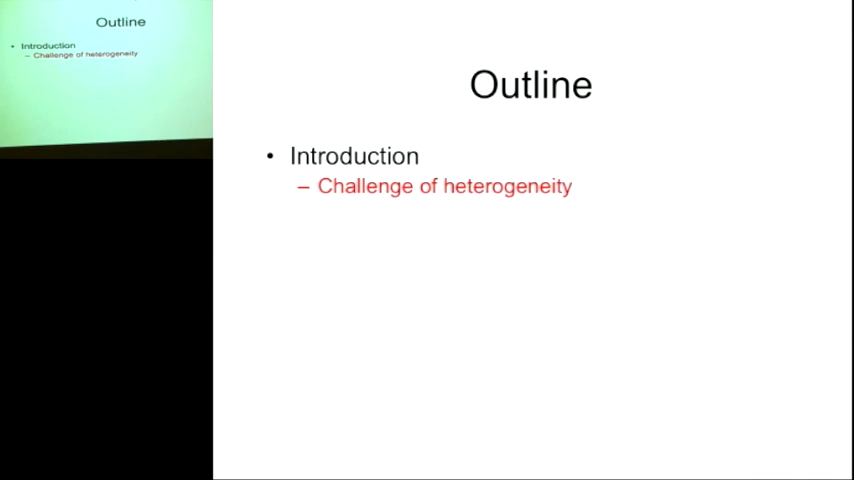 Outline
• Introduction
– Challenge of heterogeneity
Outline
• Introduction
– Challenge of heterogeneity